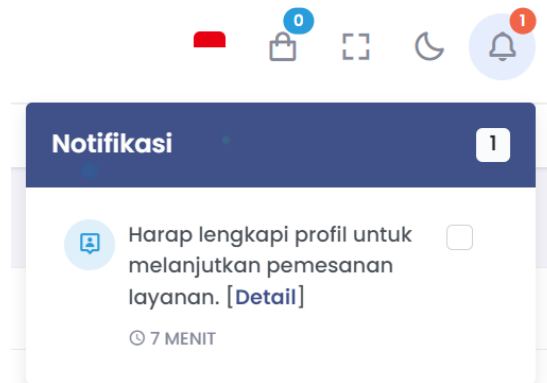 0
1
Notifikasi
1
Harap lengkapi profil untuk
melanjutkan pemesanan
layanan. [Detail]
7 MENIT